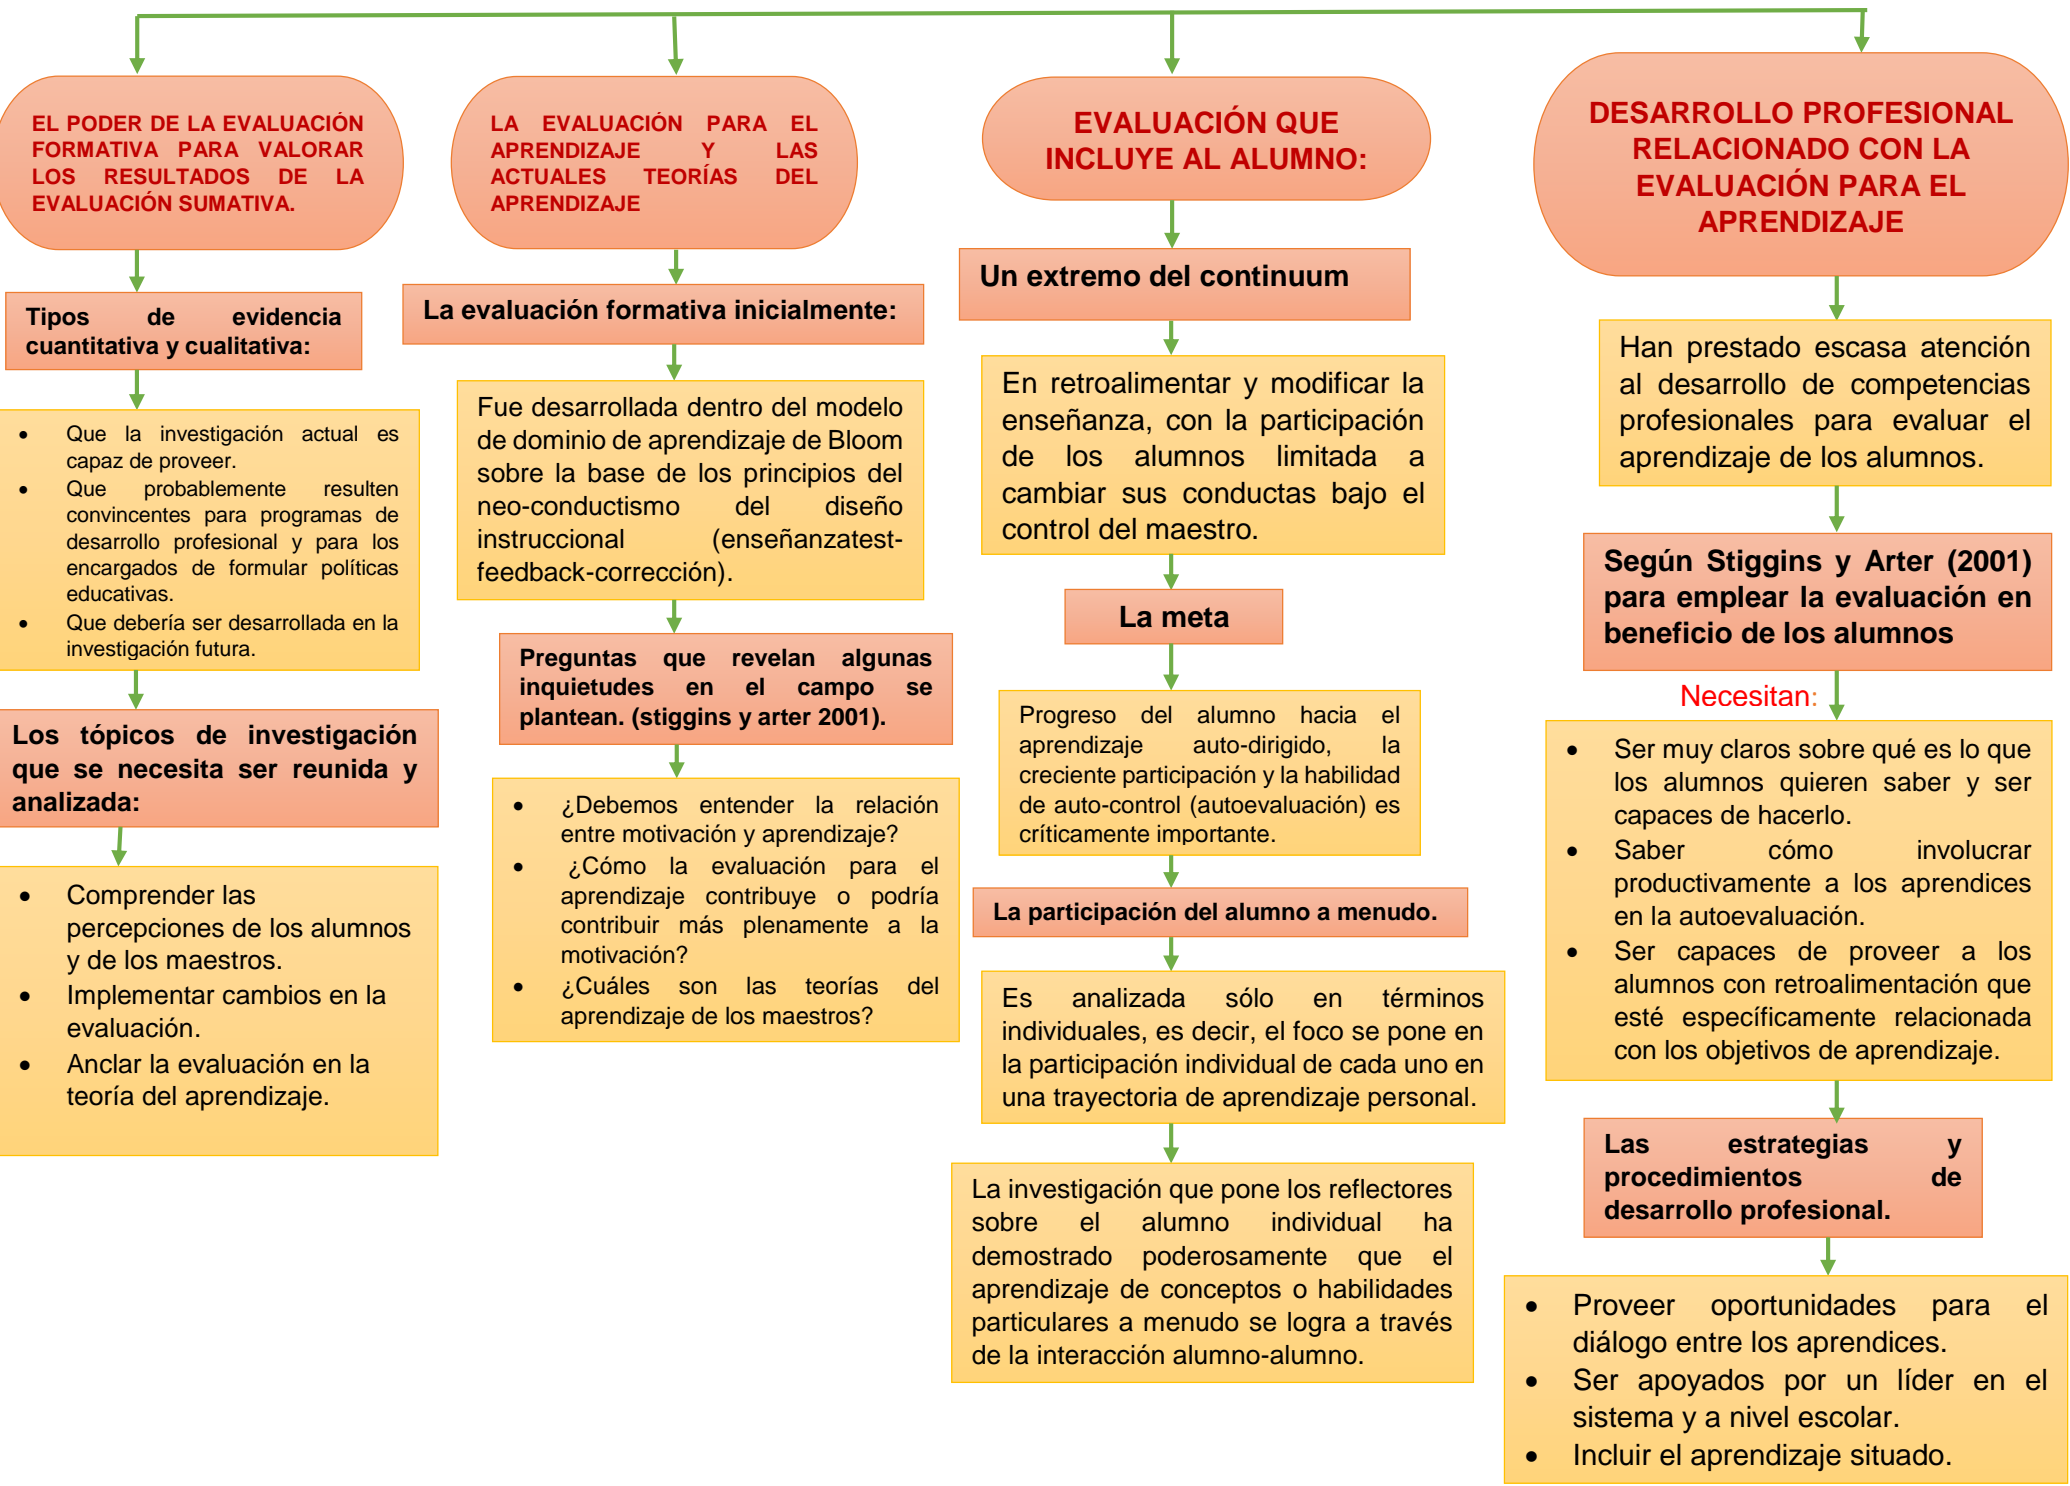 EL PODER DE LA EVALUACIÓN
FORMATIVA PARA VALORAR
LOS RESULTADOS DE LA
EVALUACIÓN SUMATIVA.
Tipos de evidencia
cuantitativa y cualitativa:
• Que la investigación actual es
capaz de proveer.
• Que probablemente resulten
convincentes para programas de
desarrollo profesional y para los
encargados de formular políticas
educativas.
• Que debería ser desarrollada en la
investigación futura.
Los tópicos de investigación
que se necesita ser reunida y
analizada:
• Comprender las
percepciones de los alumnos
y de los maestros.
• Implementar cambios en la
evaluación.
• Anclar la evaluación en la
teoría del aprendizaje.
LA EVALUACIÓN PARA EL
APRENDIZAJE Y LAS
ACTUALES TEORÍAS DEL
APRENDIZAJE
La evaluación formativa inicialmente:
Fue desarrollada dentro del modelo
de dominio de aprendizaje de Bloom
sobre la base de los principios del
neo-conductismo del diseño
instruccional (enseñanzatest-
feedback-corrección).
Preguntas que revelan algunas
inquietudes en el campo se
plantean. (stiggins y arter 2001).
• ¿Debemos entender la relación
entre motivación y aprendizaje?
• ¿Cómo la evaluación para el
aprendizaje contribuye o podría
contribuir más plenamente a la
motivación?
• ¿Cuáles son las teorías del
aprendizaje de los maestros?
EVALUACIÓN QUE
INCLUYE AL ALUMNO:
Un extremo del continuum
En retroalimentar y modificar la
enseñanza, con la participación
de los alumnos limitada a
cambiar sus conductas bajo el
control del maestro.
La meta
Progreso del alumno hacia el
aprendizaje auto-dirigido, la
creciente participación y la habilidad
de auto-control (autoevaluación) es
críticamente importante.
La participación del alumno a menudo.
Es analizada sólo en términos
individuales, es decir, el foco se pone en
la participación individual de cada uno en
una trayectoria de aprendizaje personal.
La investigación que pone los reflectores
sobre el alumno individual ha
demostrado poderosamente que el
aprendizaje de conceptos o habilidades
particulares a menudo se logra a través
de la interacción alumno-alumno.
DESARROLLO PROFESIONAL
RELACIONADO CON LA
EVALUACIÓN PARA EL
APRENDIZAJE
Han prestado escasa atención
al desarrollo de competencias
profesionales para evaluar el
aprendizaje de los alumnos.
Según Stiggins y Arter (2001)
para emplear la evaluación en
beneficio de los alumnos
Necesitan:
• Ser muy claros sobre qué es lo que
los alumnos quieren saber y ser
capaces de hacerlo.
• Saber cómo involucrar
productivamente a los aprendices
en la autoevaluación.
• Ser capaces de proveer a los
alumnos con retroalimentación que
esté específicamente relacionada
con los objetivos de aprendizaje.
Las estrategias y
procedimientos de
desarrollo profesional.
• Proveer oportunidades para el
diálogo entre los aprendices.
• Ser apoyados por un líder en el
sistema y a nivel escolar.
• Incluir el aprendizaje situado.